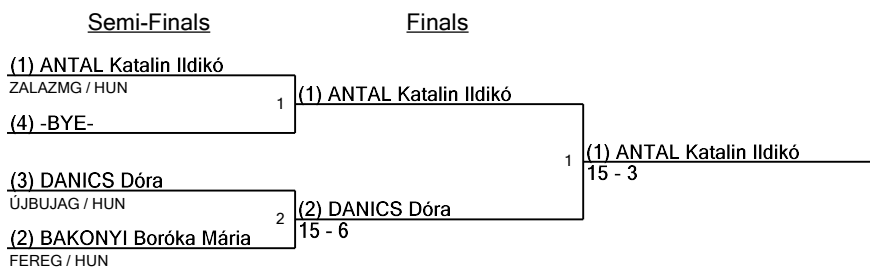 Semi-Finals
Finals
(1) ANTAL Katalin Ildikó
ZALAZMG / HUN
1
(1) ANTAL Katalin Ildikó
(4) -BYE-
1
(1) ANTAL Katalin Ildikó
15 - 3
(3) DANICS Dóra
ÚJBUJAG / HUN
2
(2) DANICS Dóra
15 - 6
(2) BAKONYI Boróka Mária
FEREG / HUN